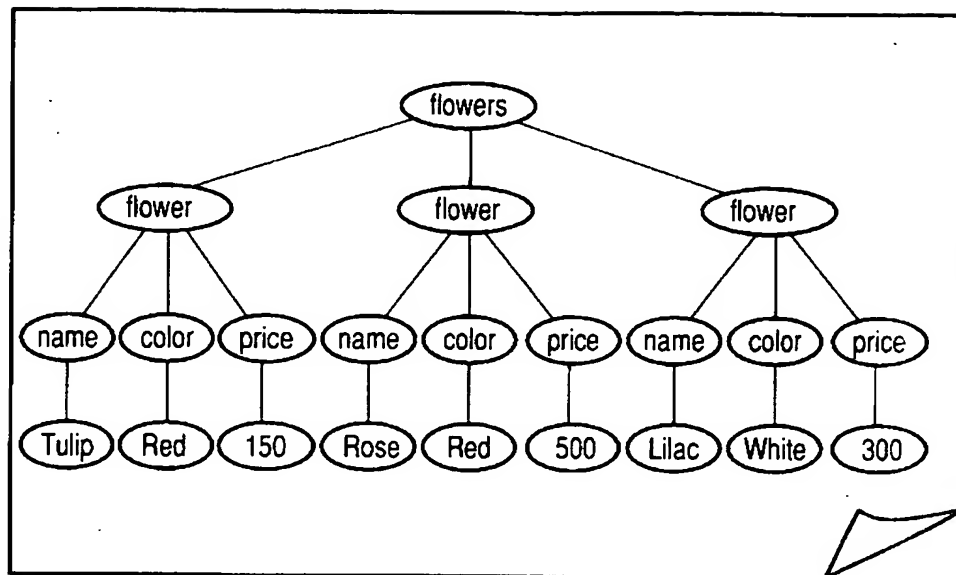 flowers
flower flower flower
name color price name color price name color price
Tulip Red 150 Rose Red 500 Lilac White 300